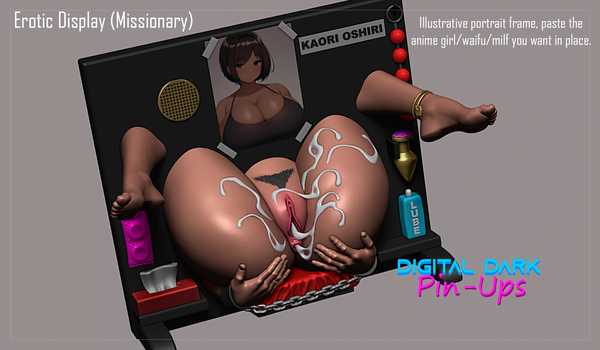 Erotic Display (Missionary)
Illustrative portrait frame, paste the
anime girl/waifu/milf you want in place.
KAORI OSHIRI
LUBE
DIGITAL DARK
Pin-Ups